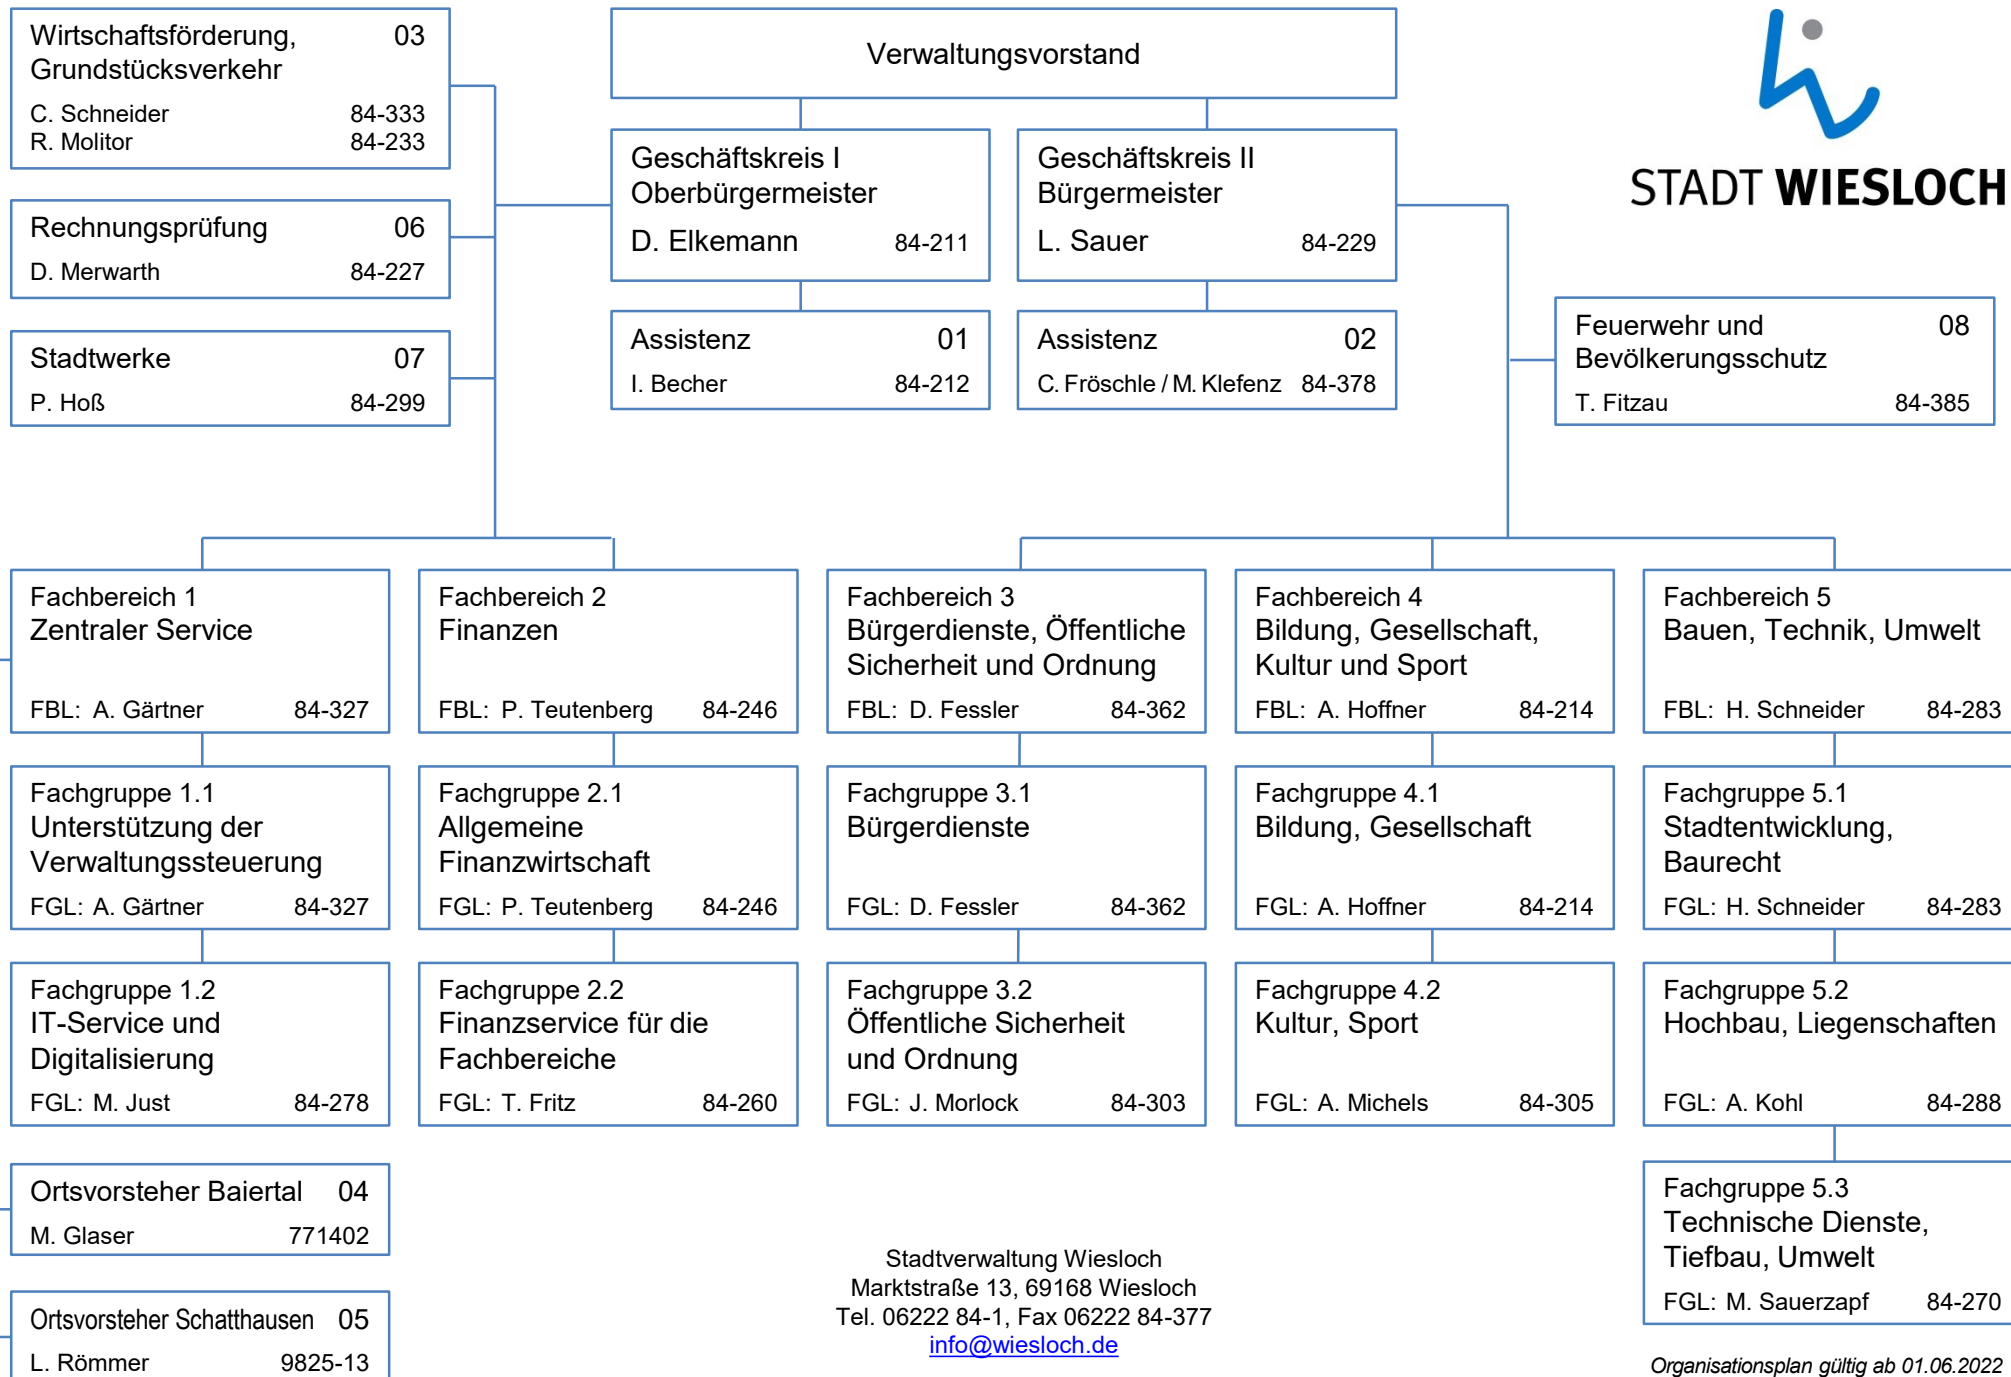 Wirtschaftsförderung, 03
Grundstücksverkehr
C. Schneider 84-333
R. Molitor 84-233
Rechnungsprüfung 06
D. Merwarth 84-227
Stadtwerke 07
P. Hoß 84-299
Verwaltungsvorstand
Geschäftskreis I
Oberbürgermeister
D. Elkemann 84-211
Geschäftskreis II
Bürgermeister
L. Sauer 84-229
Assistenz 01
I. Becher 84-212
Assistenz 02
C. Fröschle / M. Klefenz 84-378
STADT WIESLOCH
Feuerwehr und 08
Bevölkerungsschutz
T. Fitzau 84-385
Fachbereich 1
Zentraler Service
FBL: A. Gärtner 84-327
Fachbereich 2
Finanzen
FBL: P. Teutenberg 84-246
Fachbereich 3
Bürgerdienste, Öffentliche
Sicherheit und Ordnung
FBL: D. Fessler 84-362
Fachbereich 4
Bildung, Gesellschaft,
Kultur und Sport
FBL: A. Hoffner 84-214
Fachbereich 5
Bauen, Technik, Umwelt
FBL: H. Schneider 84-283
Fachgruppe 1.1
Unterstützung der
Verwaltungssteuerung
FGL: A. Gärtner 84-327
Fachgruppe 2.1
Allgemeine
Finanzwirtschaft
FGL: P. Teutenberg 84-246
Fachgruppe 3.1
Bürgerdienste
FGL: D. Fessler 84-362
Fachgruppe 4.1
Bildung, Gesellschaft
FGL: A. Hoffner 84-214
Fachgruppe 5.1
Stadtentwicklung,
Baurecht
FGL: H. Schneider 84-283
Fachgruppe 1.2
IT-Service und
Digitalisierung
FGL: M. Just 84-278
Fachgruppe 2.2
Finanzservice für die
Fachbereiche
FGL: T. Fritz 84-260
Fachgruppe 3.2
Öffentliche Sicherheit
und Ordnung
FGL: J. Morlock 84-303
Fachgruppe 4.2
Kultur, Sport
FGL: A. Michels 84-305
Fachgruppe 5.2
Hochbau, Liegenschaften
FGL: A. Kohl 84-288
Ortsvorsteher Baiertal 04
M. Glaser 771402
Ortsvorsteher Schatthausen 05
L. Römmer 9825-13
Stadtverwaltung Wiesloch
Marktstraße 13, 69168 Wiesloch
Tel. 06222 84-1, Fax 06222 84-377
info@wiesloch.de
Fachgruppe 5.3
Technische Dienste,
Tiefbau, Umwelt
FGL: M. Sauerzapf 84-270
Organisationsplan gültig ab 01.06.2022